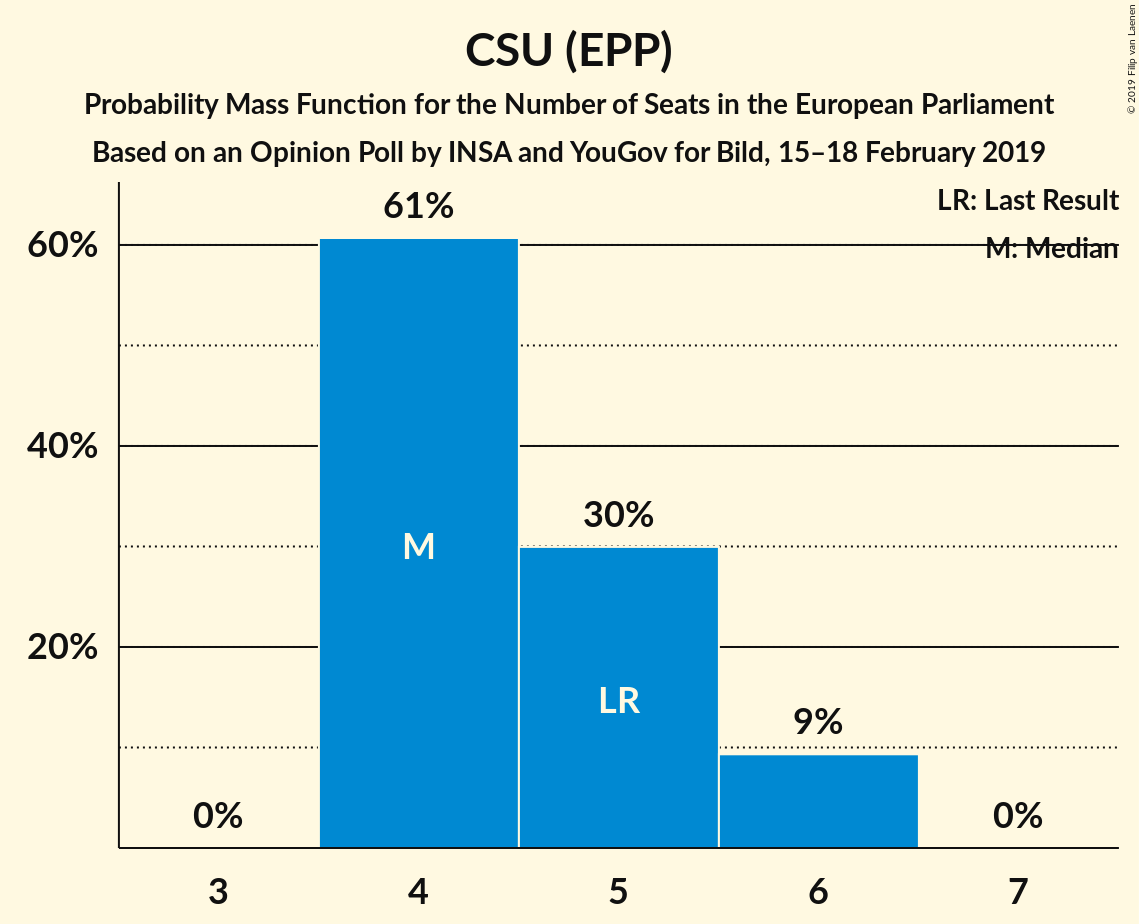 CSU (EPP)
Probability Mass Function for the Number of Seats in the European Parliament
Based on an Opinion Poll by INSA and YouGov for Bild, 15–18 February 2019
© 2019 Filip van Laenen
LR: Last Result
M: Median
60%
40%
20%
0%
61%
30%
9%
0%
M
LR
3
4
5
6
7